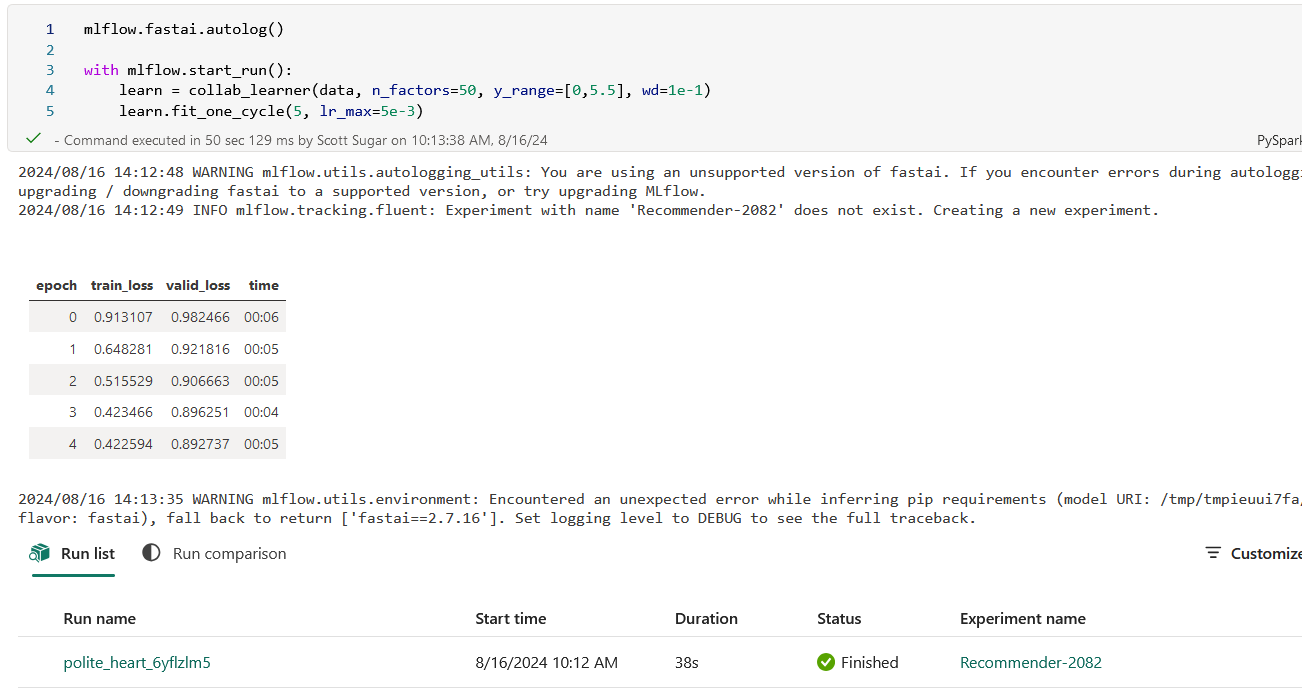 1 mlflow.fastai.autolog()
2
3 with mlflow.start_run():
4 learn = collab_learner(data, n_factors=50, y_range=[0,5.5], wd=1e-1)
5 learn.fit_one_cycle(5, lr_max=5e-3)
- Command executed in 50 sec 129 ms by Scott Sugar on 10:13:38 AM, 8/16/24 PySpark
2024/08/16 14:12:48 WARNING mlflow.utils.autologging_utils: You are using an unsupported version of fastai. If you encounter errors during autologgi
upgrading / downgrading fastai to a supported version, or try upgrading MLflow.
2024/08/16 14:12:49 INFO mlflow.tracking.fluent: Experiment with name 'Recommender-2082' does not exist. Creating a new experiment.
epoch train_loss valid_loss time
0 0.913107 0.982466 00:06
1 0.648281 0.921816 00:05
2 0.515529 0.906663 00:05
3 0.423466 0.896251 00:04
4 0.422594 0.892737 00:05
2024/08/16 14:13:35 WARNING mlflow.utils.environment: Encountered an unexpected error while inferring pip requirements (model URI: /tmp/tmpieuui7fa,
flavor: fastai), fall back to return ['fastai==2.7.16']. Set logging level to DEBUG to see the full traceback.
Run list Run comparison Customize
Run name Start time Duration Status Experiment name
polite_heart_6yflzlm5 8/16/2024 10:12 AM 38s Finished Recommender-2082